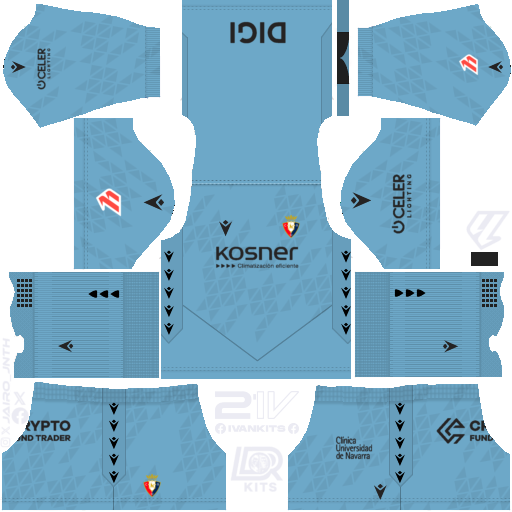 DIGI
CELER
LIGHTING
CELER
LIGHTING
kosner
Climatización eficiente
X_JAIRO_JNTH
RYPTO
ND TRADER
21V
IVANKITS
KITS
Clínica
Universidad
de Navarra
CR
FUND